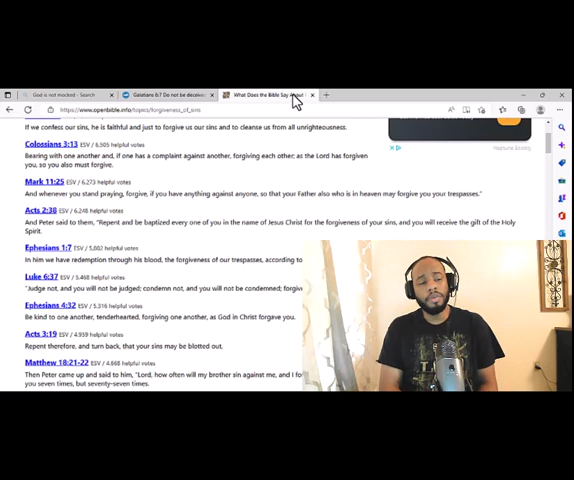 God is not mocked - Search
Galatians 6:7 Do not be deceived
What Does the Bible Say About
https://www.openbible.info/topics/forgiveness_of_sins
If we confess our sins, he is faithful and just to forgive us our sins and to cleanse us from all unrighteousness.
Colossians 3:13 ESV / 6,505 helpful votes
Bearing with one another and, if one has a complaint against another, forgiving each other; as the Lord has forgiven
you, so you also must forgive.
Mark 11:25 ESV / 6,273 helpful votes
And whenever you stand praying, forgive, if you have anything against anyone, so that your Father also who is in heaven may forgive you your trespasses.”
Acts 2:38 ESV / 6,248 helpful votes
And Peter said to them, “Repent and be baptized every one of you in the name of Jesus Christ for the forgiveness of your sins, and you will receive the gift of the Holy
Spirit.
Ephesians 1:7 ESV / 5,802 helpful votes
In him we have redemption through his blood, the forgiveness of our trespasses, according to
Luke 6:37 ESV / 5,468 helpful votes
“Judge not, and you will not be judged; condemn not, and you will not be condemned; forgive
Ephesians 4:32 ESV / 5,316 helpful votes
Be kind to one another, tenderhearted, forgiving one another, as God in Christ forgave you.
Acts 3:19 ESV / 4,959 helpful votes
Repent therefore, and turn back, that your sins may be blotted out,
Matthew 18:21-22 ESV / 4,668 helpful votes
Then Peter came up and said to him, “Lord, how often will my brother sin against me, and I fo
you seven times, but seventy-seven times.